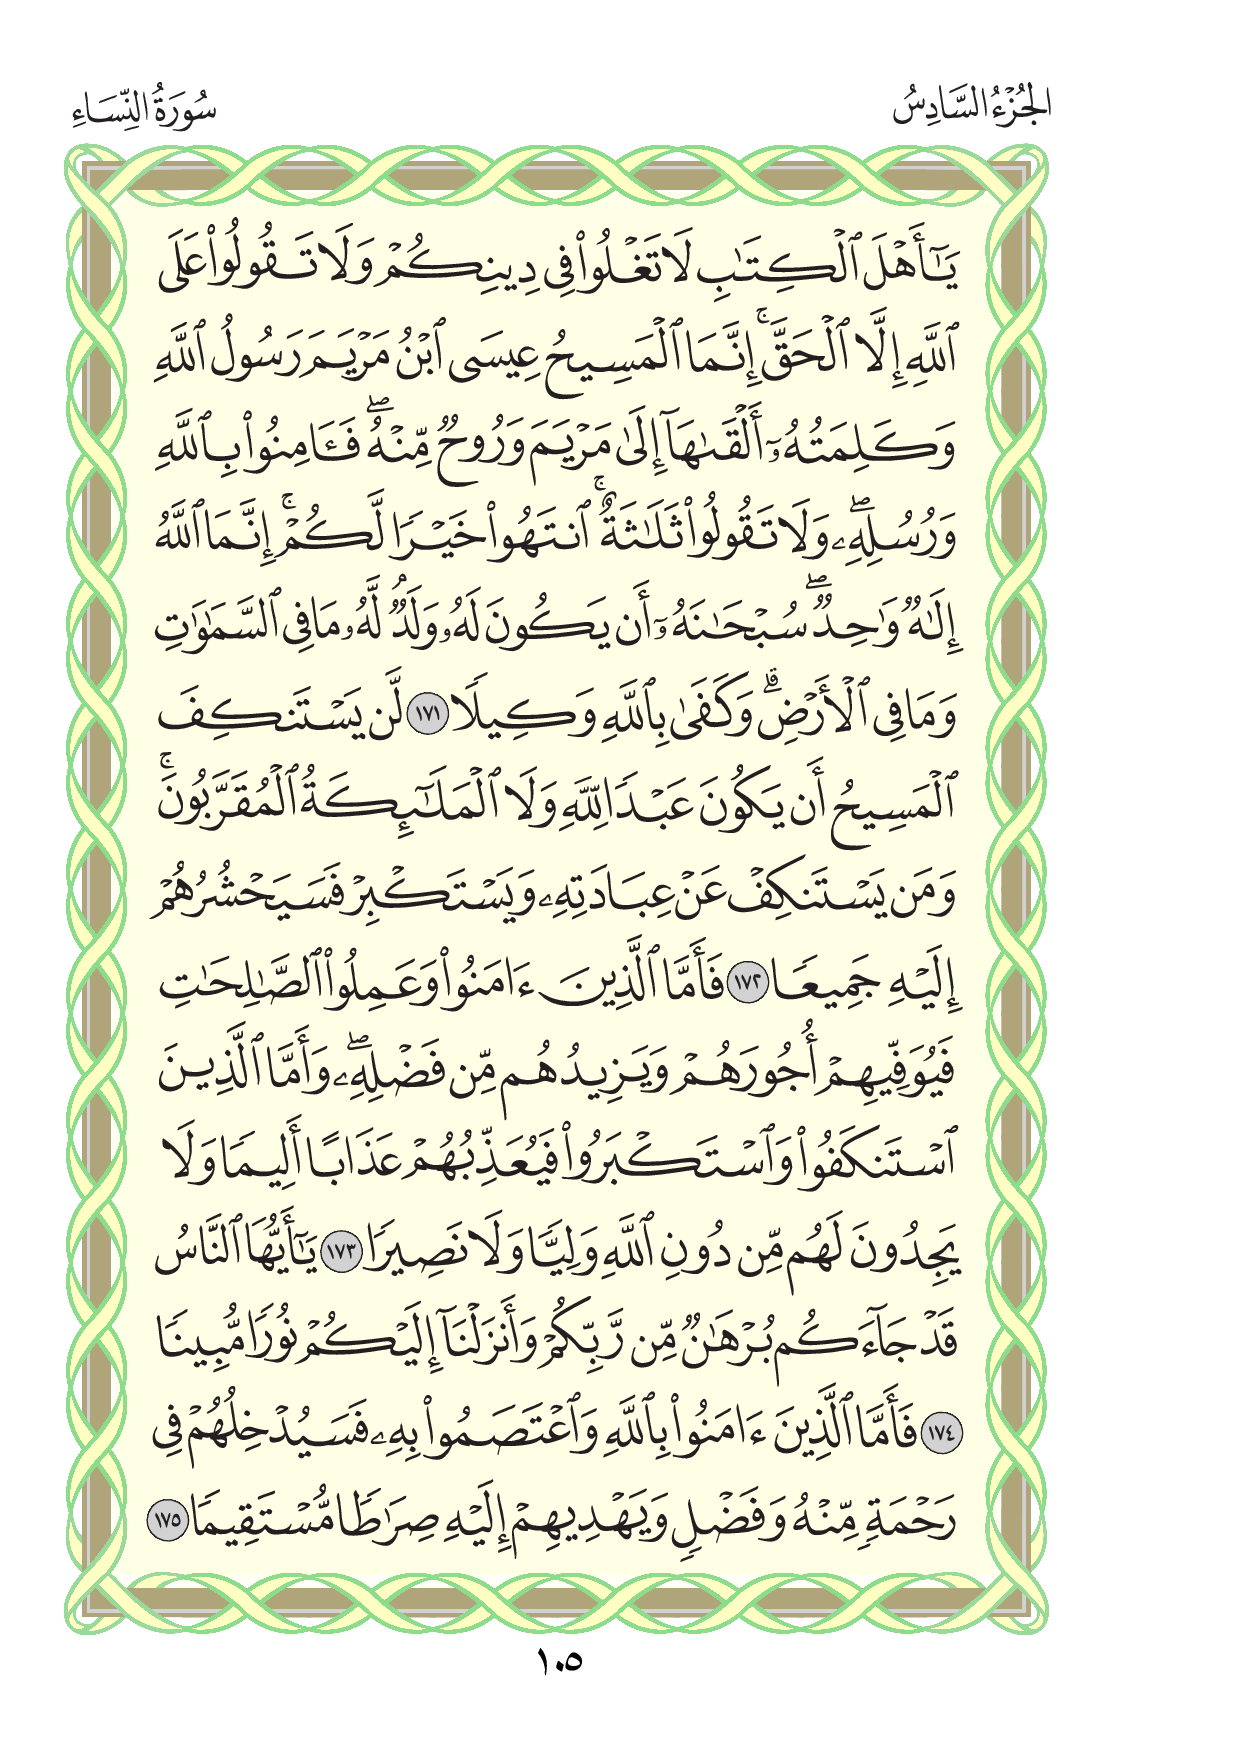 الجُزْءُ السَّادِسُ
سُورَةُ النِّسَاءِ
يَٰٓأَهْلَ ٱلْكِتَٰبِ لَا تَغْلُوا۟ فِى دِينِكُمْ وَلَا تَقُولُوا۟ عَلَى
ٱللَّهِ إِلَّا ٱلْحَقَّ ۚ إِنَّمَا ٱلْمَسِيحُ عِيسَى ٱبْنُ مَرْيَمَ رَسُولُ ٱللَّهِ
وَكَلِمَتُهُۥٓ أَلْقَىٰهَآ إِلَىٰ مَرْيَمَ وَرُوحٌ مِّنْهُ ۖ فَـَٔامِنُوا۟ بِٱللَّهِ
وَرُسُلِهِۦ ۖ وَلَا تَقُولُوا۟ ثَلَٰثَةٌ ۚ ٱنتَهُوا۟ خَيْرًا لَّكُمْ ۚ إِنَّمَا ٱللَّهُ
إِلَٰهٌ وَٰحِدٌ ۖ سُبْحَٰنَهُۥٓ أَن يَكُونَ لَهُۥ وَلَدٌ ۘ لَّهُۥ مَا فِى ٱلسَّمَٰوَٰتِ
وَمَا فِى ٱلْأَرْضِ ۗ وَكَفَىٰ بِٱللَّهِ وَكِيلًا ١٧١ لَّن يَسْتَنكِفَ
ٱلْمَسِيحُ أَن يَكُونَ عَبْدًا لِّلَّهِ وَلَا ٱلْمَلَٰٓئِكَةُ ٱلْمُقَرَّبُونَ ۚ
وَمَن يَسْتَنكِفْ عَنْ عِبَادَتِهِۦ وَيَسْتَكْبِرْ فَسَيَحْشُرُهُمْ
إِلَيْهِ جَمِيعًا ١٧٢ فَأَمَّا ٱلَّذِينَ ءَامَنُوا۟ وَعَمِلُوا۟ ٱلصَّٰلِحَٰتِ
فَيُوَفِّيهِمْ أُجُورَهُمْ وَيَزِيدُهُم مِّن فَضْلِهِۦ ۖ وَأَمَّا ٱلَّذِينَ
ٱسْتَنكَفُوا۟ وَٱسْتَكْبَرُوا۟ فَيُعَذِّبُهُمْ عَذَابًا أَلِيمًا وَلَا
يَجِدُونَ لَهُم مِّن دُونِ ٱللَّهِ وَلِيًّا وَلَا نَصِيرًا ١٧٣ يَٰٓأَيُّهَا ٱلنَّاسُ
قَدْ جَآءَكُم بُرْهَٰنٌ مِّن رَّبِّكُمْ وَأَنزَلْنَآ إِلَيْكُمْ نُورًا مُّبِينًا
١٧٤ فَأَمَّا ٱلَّذِينَ ءَامَنُوا۟ بِٱللَّهِ وَٱعْتَصَمُوا۟ بِهِۦ فَسَيُدْخِلُهُمْ فِى
رَحْمَةٍ مِّنْهُ وَفَضْلٍ وَيَهْدِيهِمْ إِلَيْهِ صِرَٰطًا مُّسْتَقِيمًا ١٧٥
١٠٥